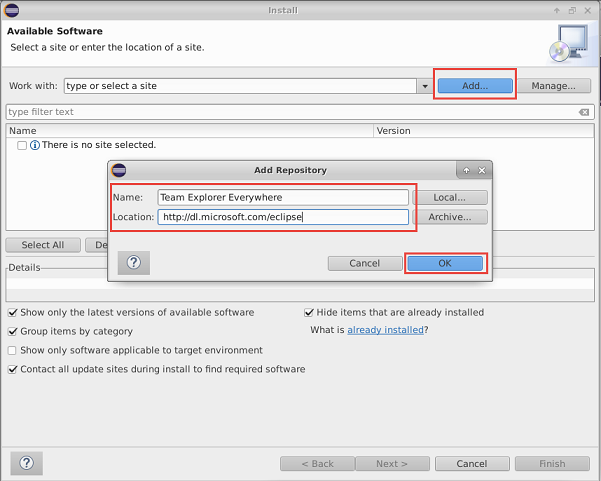 Install
Available Software
Select a site or enter the location of a site.
Work with: type or select a site Add... Manage...
type filter text
Name Version
There is no site selected.
Add Repository
Name: Team Explorer Everywhere Local...
Location: http://dl.microsoft.com/eclipse Archive...
? Cancel OK
Select All De
Details
Show only the latest versions of available software Hide items that are already installed
Group items by category What is already installed?
Show only software applicable to target environment
Contact all update sites during install to find required software
? < Back Next > Cancel Finish